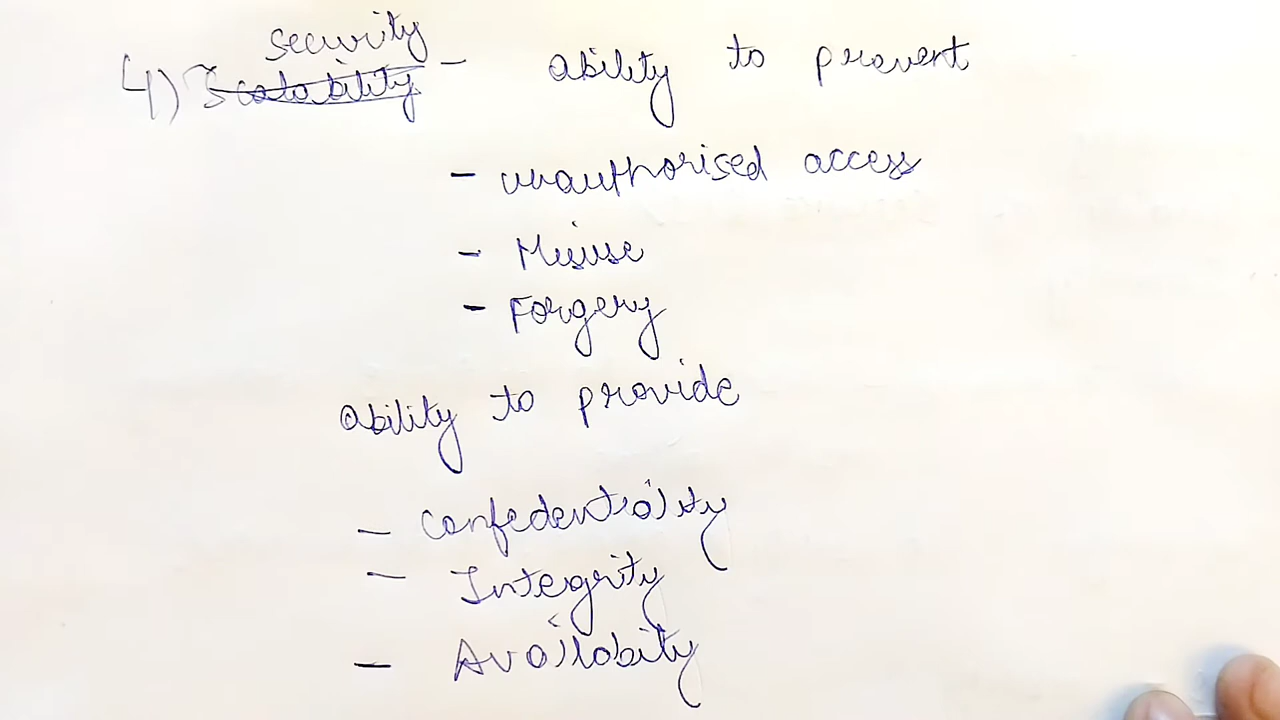 security
4) Scalability - ability to prevent
- unauthorised access
- Misuse
- Forgery
ability to provide
- Confedentiality
- Integrity
- Availabity